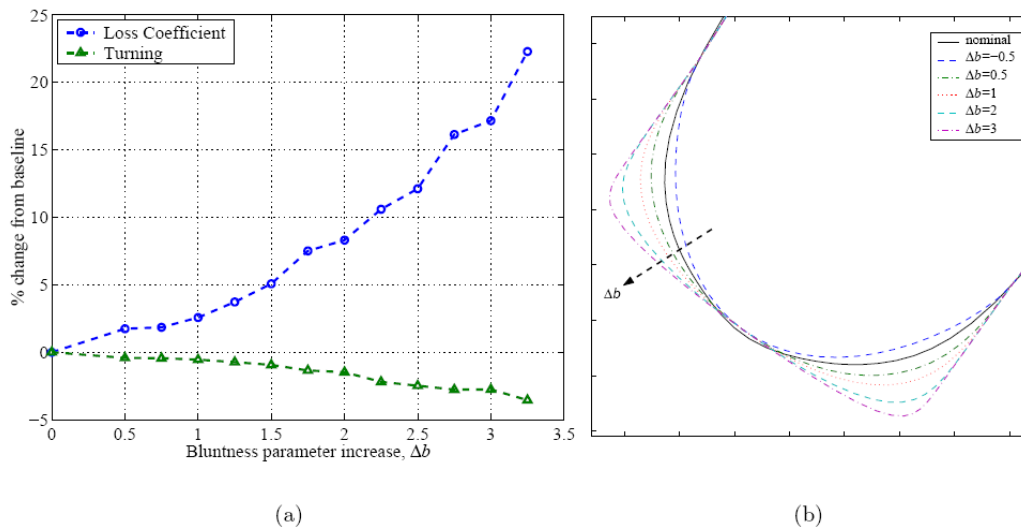 25
20
15
10
5
0
−5
% change from baseline
Loss Coefficient
Turning
0
0.5
1
1.5
2
2.5
3
3.5
Bluntness parameter increase, Δb
(a)
nominal
Δb=−0.5
Δb=0.5
Δb=1
Δb=2
Δb=3
Δb
(b)